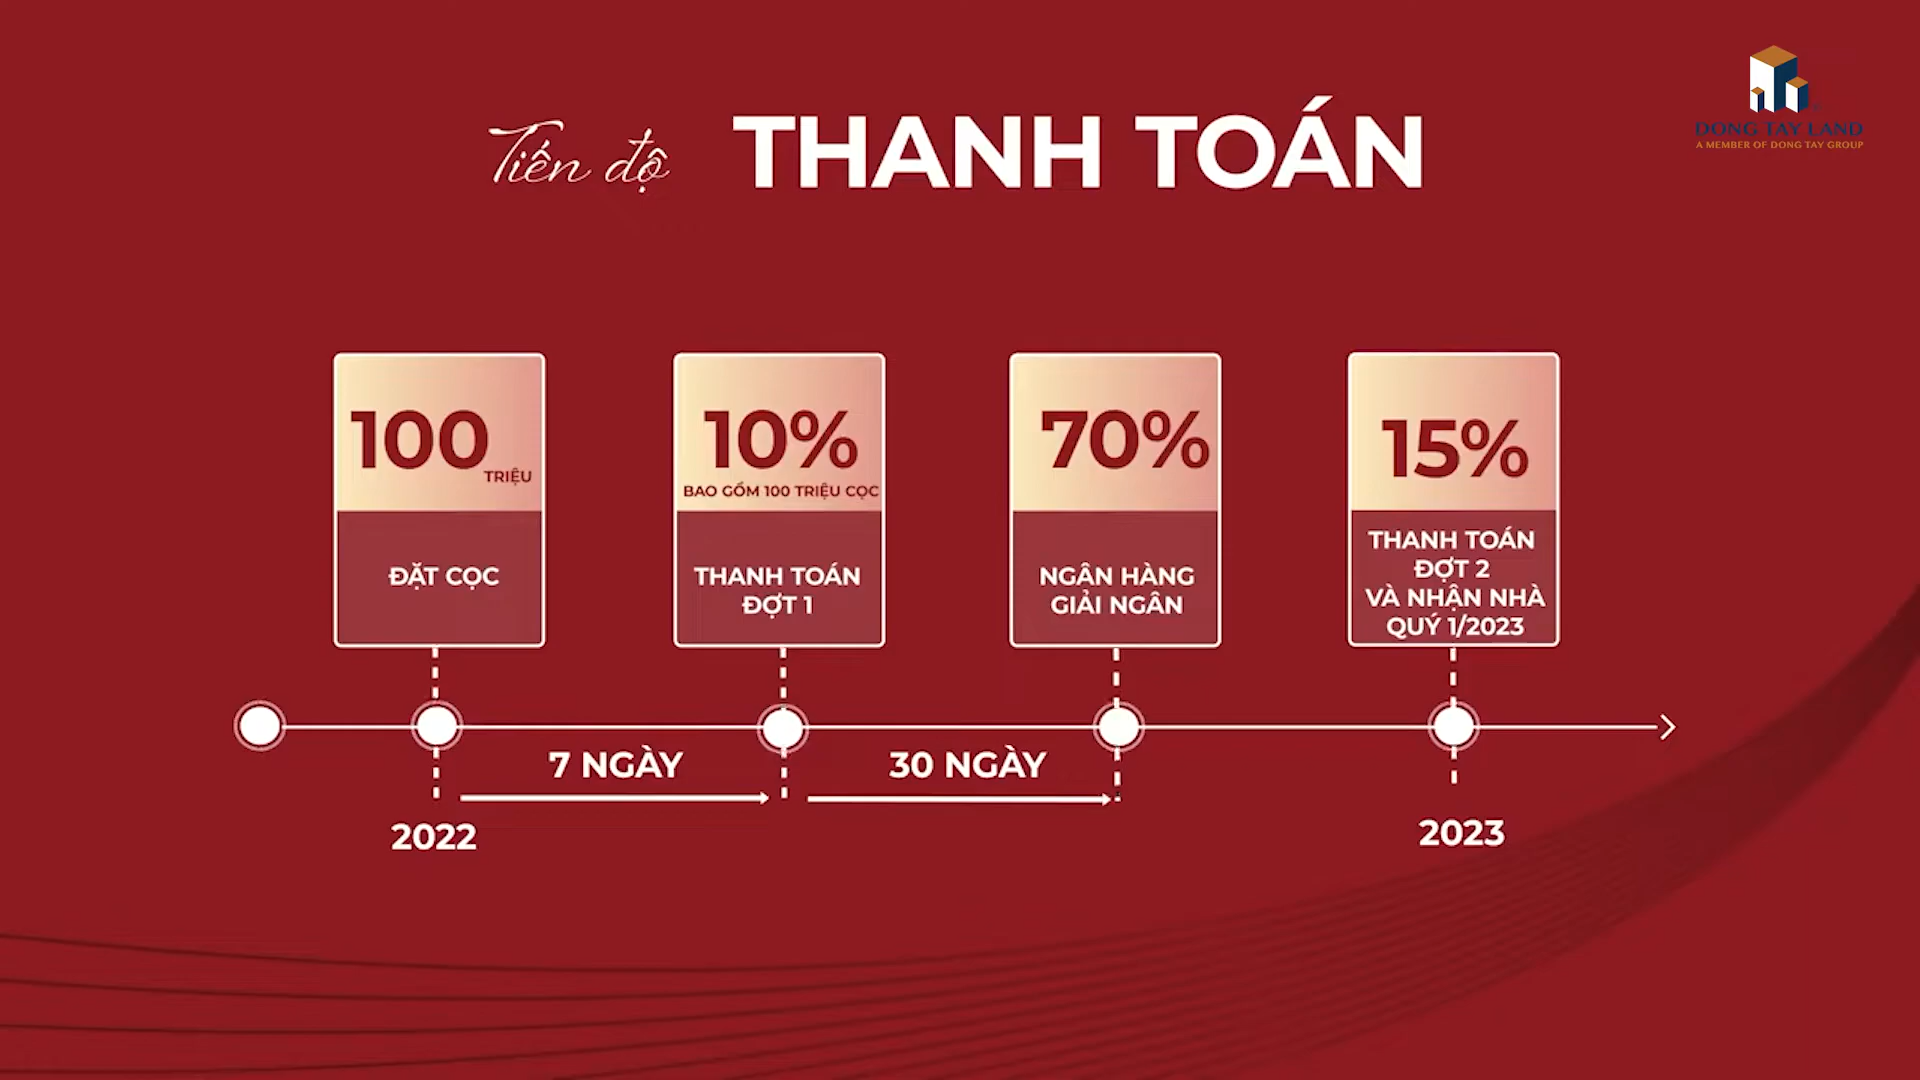 DONG TAY LAND
A MEMBER OF DONG TAY GROUP
Tiến độ THANH TOÁN
100 TRIỆU
ĐẶT CỌC
10%
BAO GỒM 100 TRIỆU CỌC
THANH TOÁN
ĐỢT 1
70%
NGÂN HÀNG
GIẢI NGÂN
15%
THANH TOÁN
ĐỢT 2
VÀ NHẬN NHÀ
QUÝ 1/2023
7 NGÀY
30 NGÀY
2022
2023